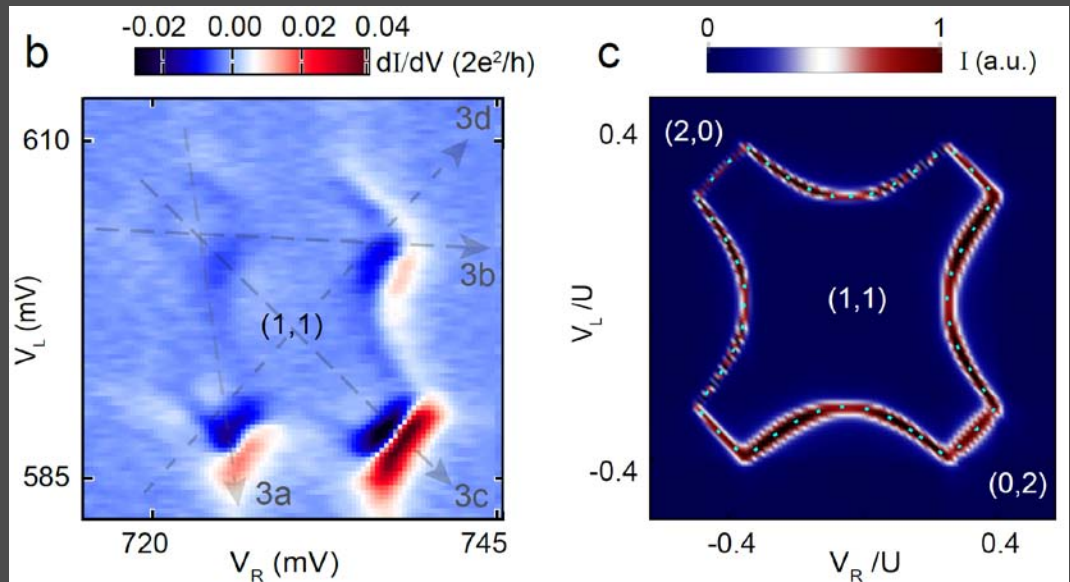 b
-0.02 0.00 0.02 0.04
dI/dV (2e²/h)
610
585
V_L (mV)
3d
3b
(1,1)
3a
3c
720
745
V_R (mV)
c
0 1
I (a.u.)
0.4
-0.4
V_L/U
(2,0)
(1,1)
(0,2)
-0.4
0.4
V_R/U